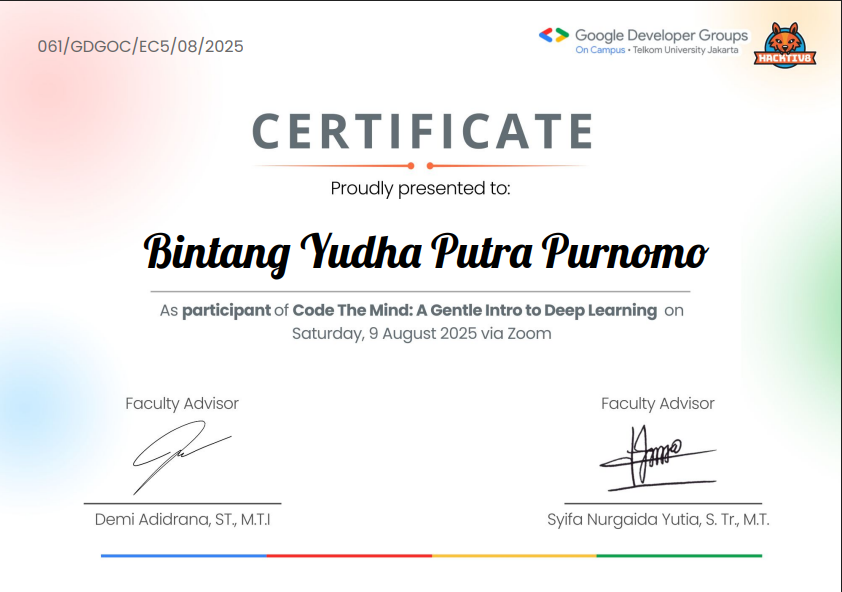 061/GDGOC/EC5/08/2025
Google Developer Groups
On Campus • Telkom University Jakarta
HACKTIV8
CERTIFICATE
Proudly presented to:
Bintang Yudha Putra Purnomo
As participant of Code The Mind: A Gentle Intro to Deep Learning on
Saturday, 9 August 2025 via Zoom
Faculty Advisor
Faculty Advisor
Demi Adidrana, ST., M.T.I
Syifa Nurgaida Yutia, S. Tr., M.T.